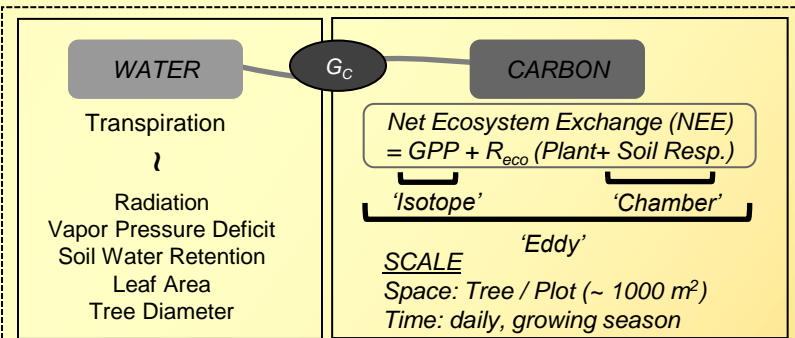 WATER
Transpiration
~
Radiation
Vapor Pressure Deficit
Soil Water Retention
Leaf Area
Tree Diameter
G_C
CARBON
Net Ecosystem Exchange (NEE)
= GPP + R_eco (Plant+ Soil Resp.)
‘Isotope’ ‘Chamber’
‘Eddy’
SCALE
Space: Tree / Plot (~ 1000 m²)
Time: daily, growing season